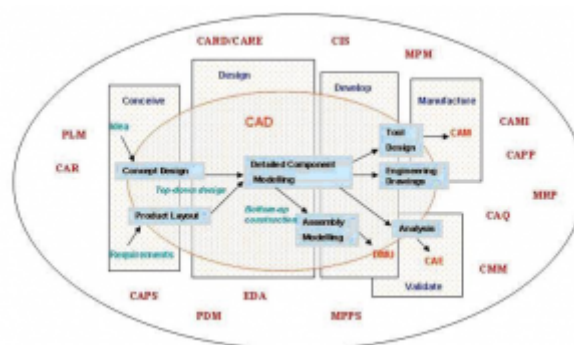 CARD/CARE
CIS
MPM
Design
Develop
Conceive
Manufacture
CAD
Idea
PLM
CAMI
Tool
Design
CAM
CAPP
CAR
Concept Design
Detailed Component
Modelling
Engineering
Drawings
Top-down design
MRP
Product Layout
Bottom-up
construction
Assembly
Modelling
Analysis
CAQ
Requirements
DMU
CAE
CMM
Validate
CAPS
EDA
PDM
MPPS